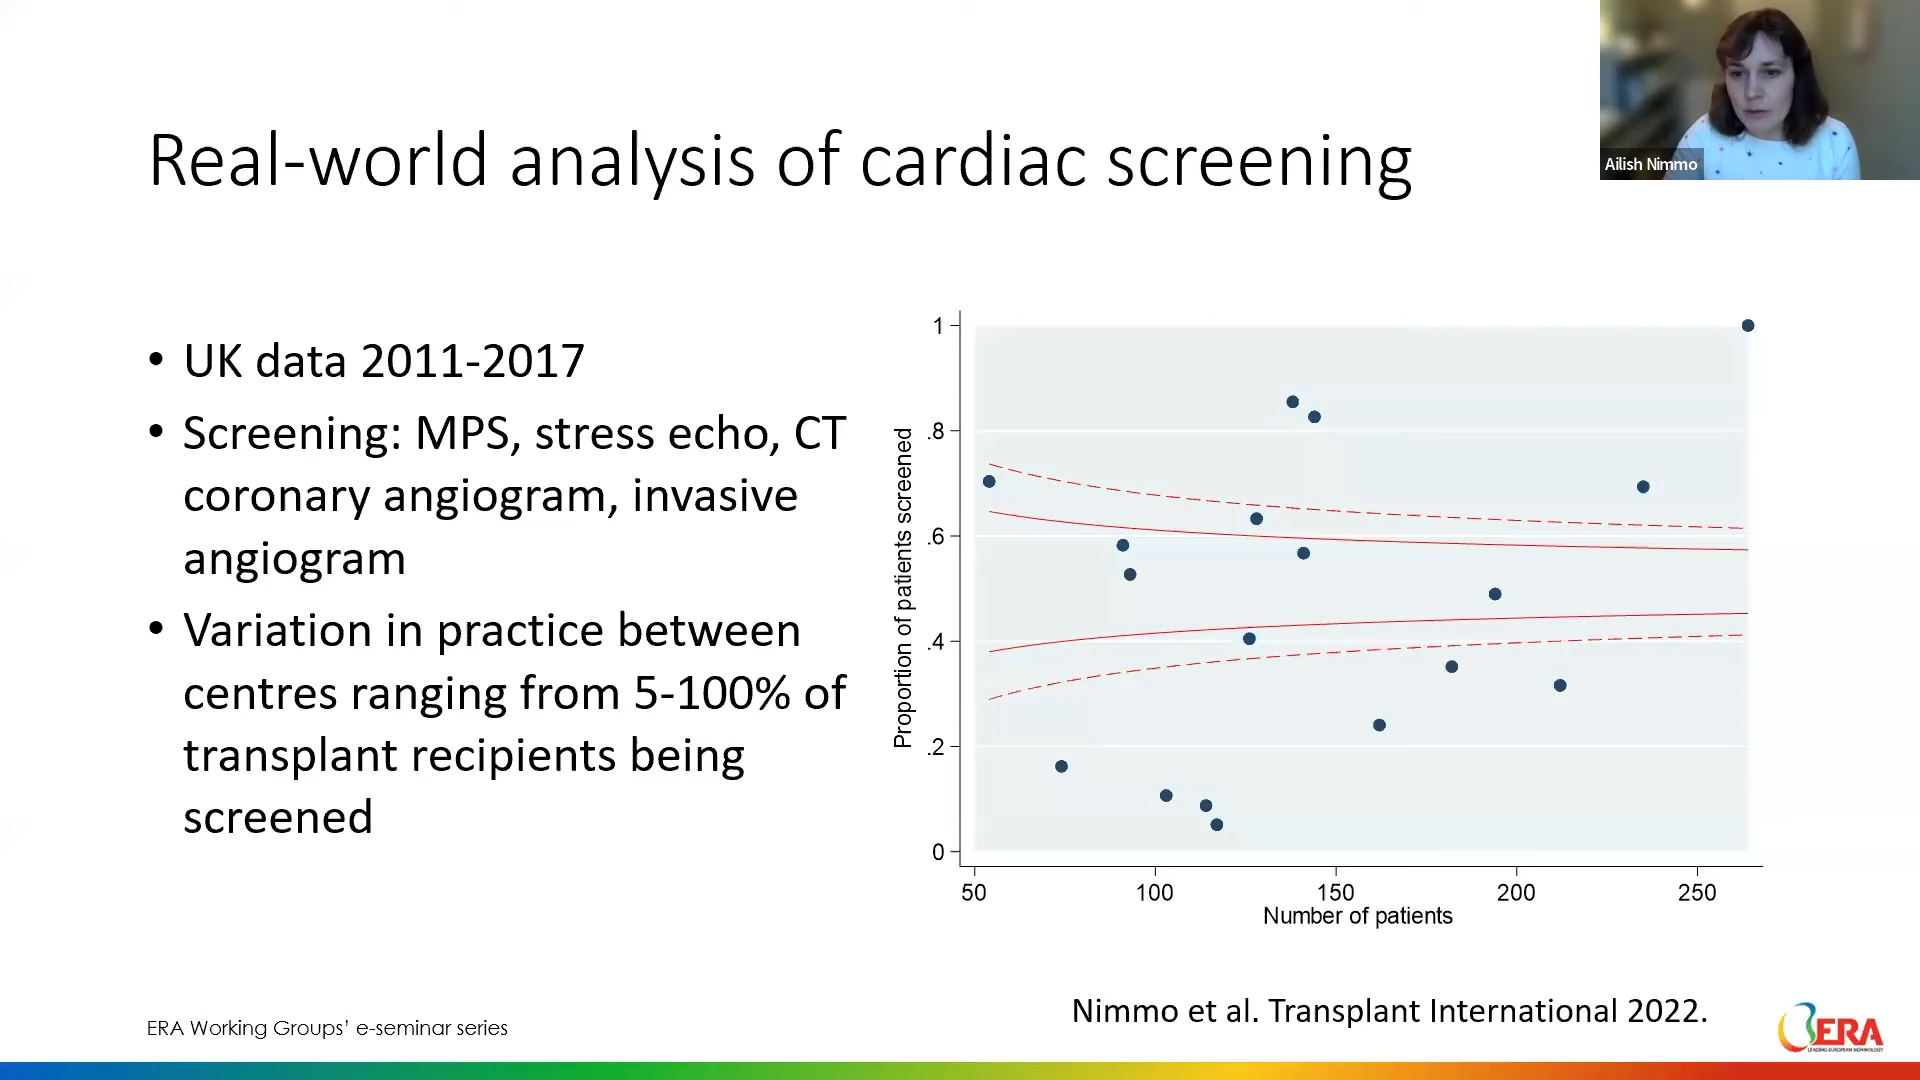 Ailish Nimmo
Real-world analysis of cardiac screening
• UK data 2011-2017
• Screening: MPS, stress echo, CT
coronary angiogram, invasive
angiogram
• Variation in practice between
centres ranging from 5-100% of
transplant recipients being
screened
Proportion of patients screened
1
.8
.6
.4
.2
0
50 100 150 200 250
Number of patients
Nimmo et al. Transplant International 2022.
ERA Working Groups’ e-seminar series
ERA
LEADING EUROPEAN NEPHROLOGY